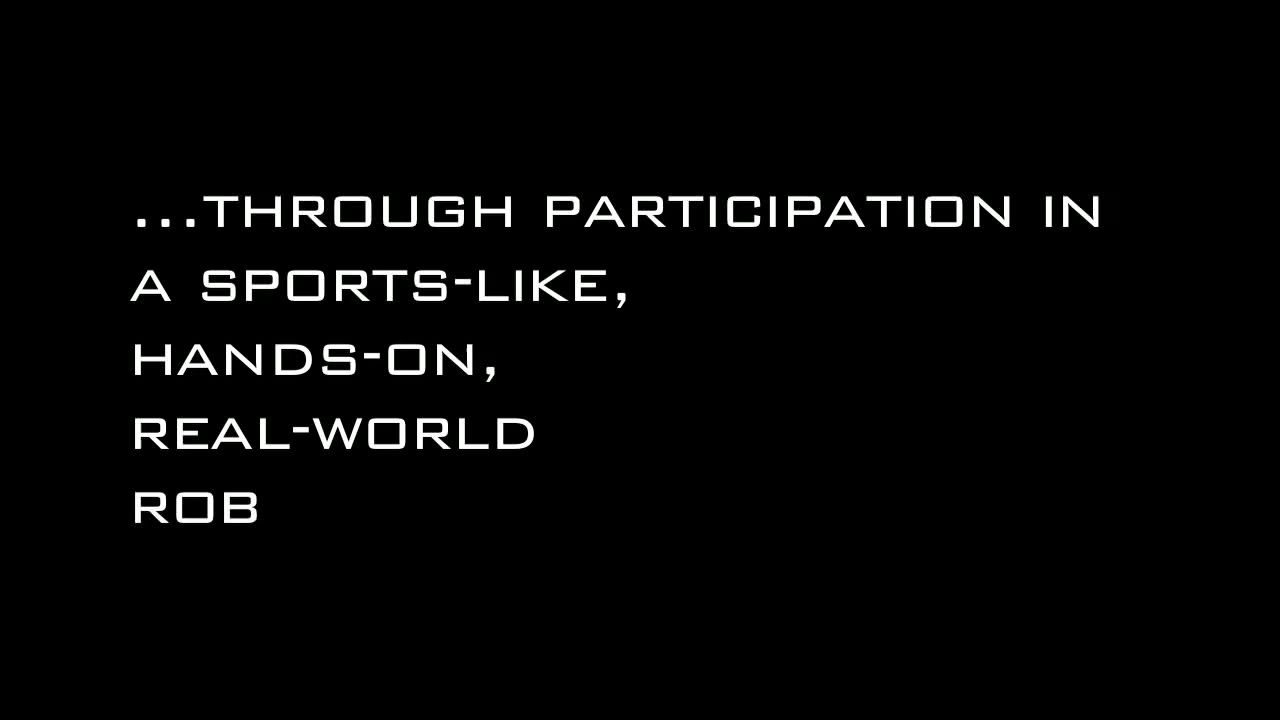 ...THROUGH PARTICIPATION IN
A SPORTS-LIKE,
HANDS-ON,
REAL-WORLD
ROB